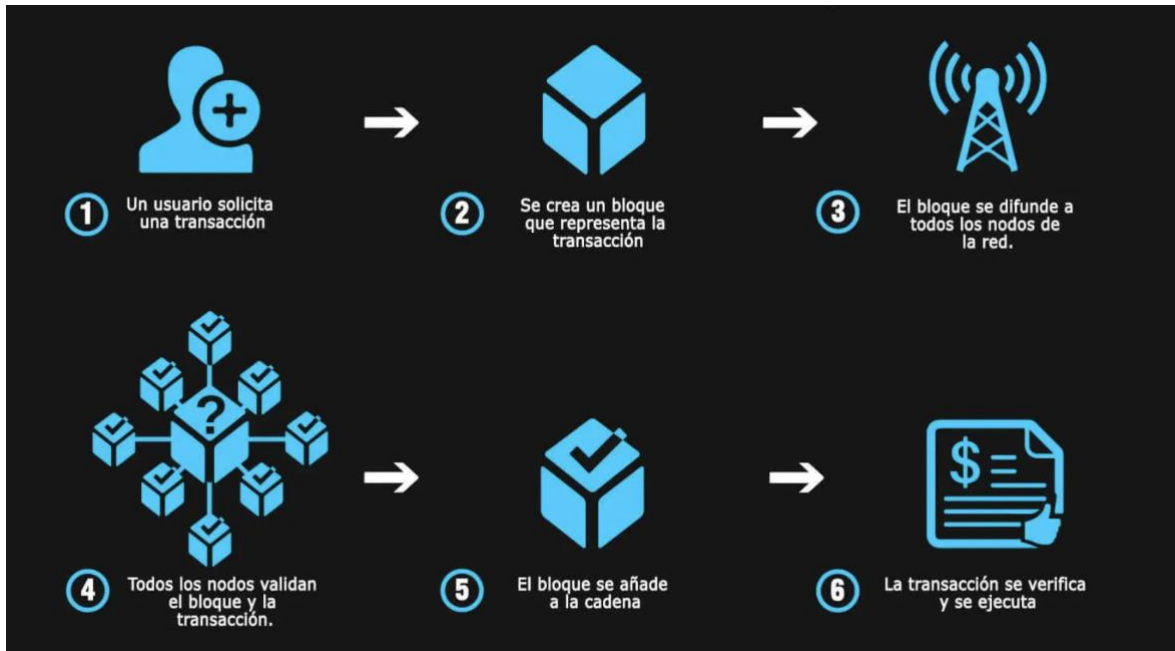 1
Un usuario solicita
una transacción
2
Se crea un bloque
que representa la
transacción
3
El bloque se difunde a
todos los nodos de
la red.
?
4
Todos los nodos validan
el bloque y la
transacción.
5
El bloque se añade
a la cadena
$
6
La transacción se verifica
y se ejecuta